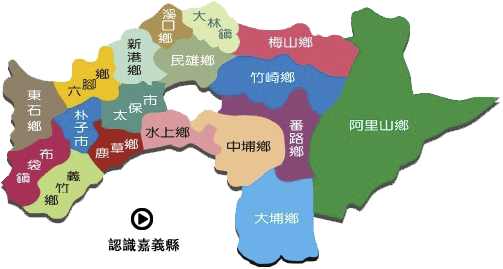 溪口鄉
大林鎮
梅山鄉
新港鄉
民雄鄉
竹崎鄉
六腳鄉
東石鄉
太保市
朴子市
水上鄉
中埔鄉
番路鄉
阿里山鄉
鹿草鄉
布袋鎮
義竹鄉
大埔鄉
認識嘉義縣